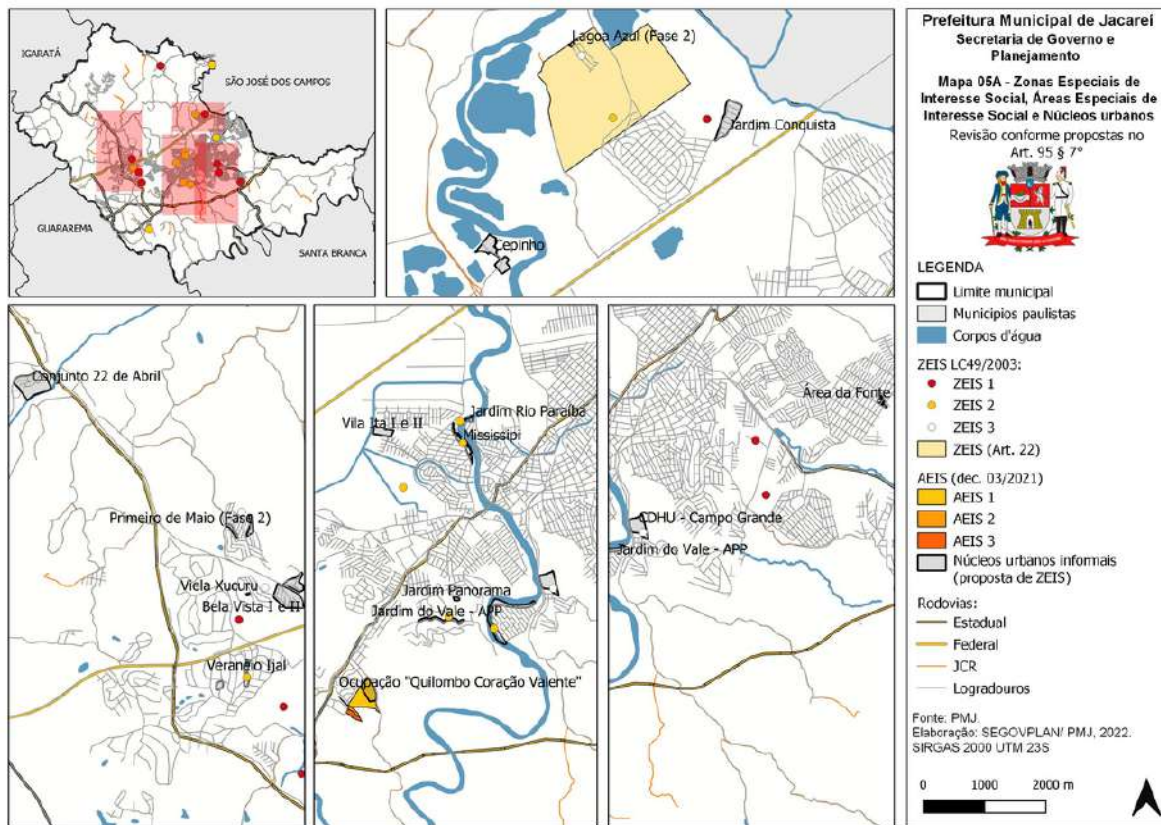 IGARATÁ
SÃO JOSÉ DOS CAMPOS
GUARAREMA
SANTA BRANCA
Lagoa Azul (Fase 2)
Jardim Conquista
Cepinho
Conjunto 22 de Abril
Primeiro de Maio (Fase 2)
Viela Xucuru
Bela Vista I e II
Veraneio Ijal
Jardim Rio Paraíba
Vila Ita I e II
Mississipi
Jardim Panorama
Jardim do Vale - APP
Ocupação "Quilombo Coração Valente"
Área da Fonte
CDHU - Campo Grande
Jardim do Vale - APP
Prefeitura Municipal de Jacareí
Secretaria de Governo e
Planejamento
Mapa 05A - Zonas Especiais de
Interesse Social, Áreas Especiais de
Interesse Social e Núcleos urbanos
Revisão conforme propostas no
Art. 95 § 7°
LEGENDA
Limite municipal
Municípios paulistas
Corpos d'água
ZEIS LC49/2003:
ZEIS 1
ZEIS 2
ZEIS 3
ZEIS (Art. 22)
AEIS (dec. 03/2021)
AEIS 1
AEIS 2
AEIS 3
Núcleos urbanos informais
(proposta de ZEIS)
Rodovias:
Estadual
Federal
JCR
Logradouros
Fonte: PMJ.
Elaboração: SEGOVPLAN/ PMJ, 2022.
SIRGAS 2000 UTM 23S
0 1000 2000 m